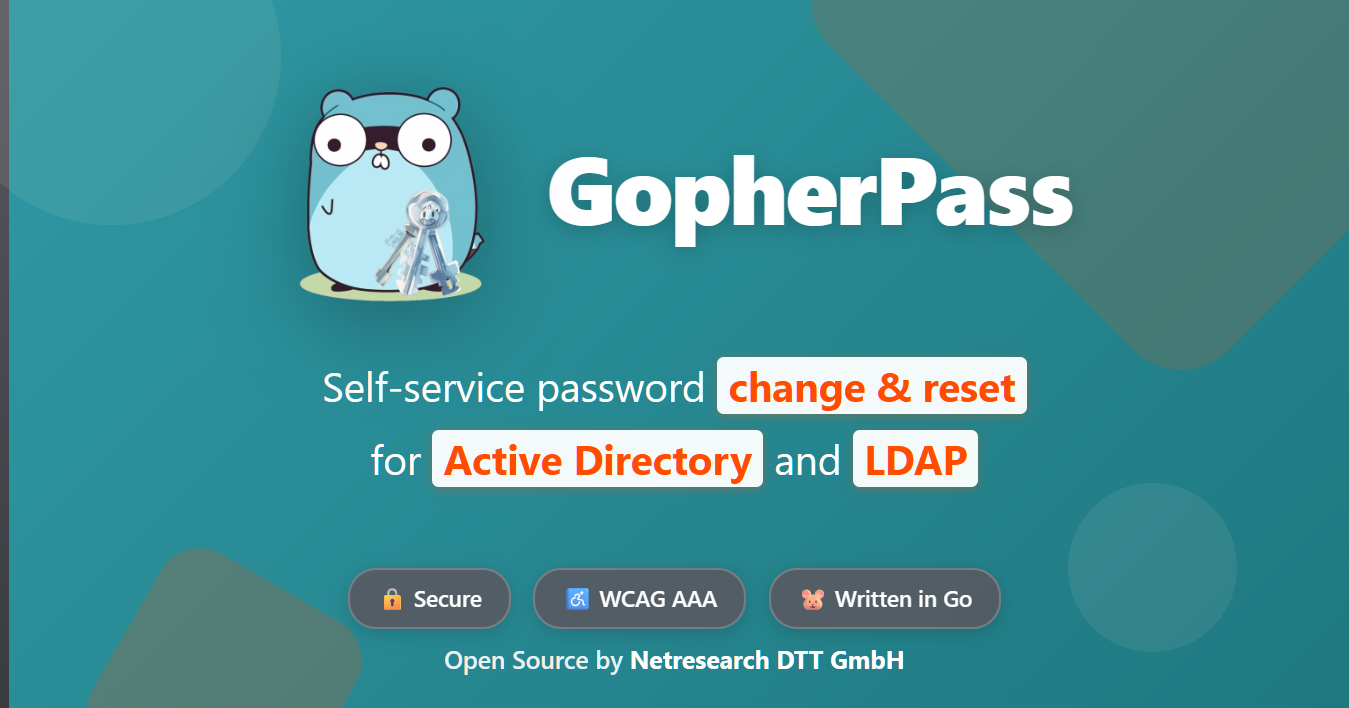 GopherPass
Self-service password change & reset
for Active Directory and LDAP
Secure
WCAG AAA
Written in Go
Open Source by Netresearch DTT GmbH